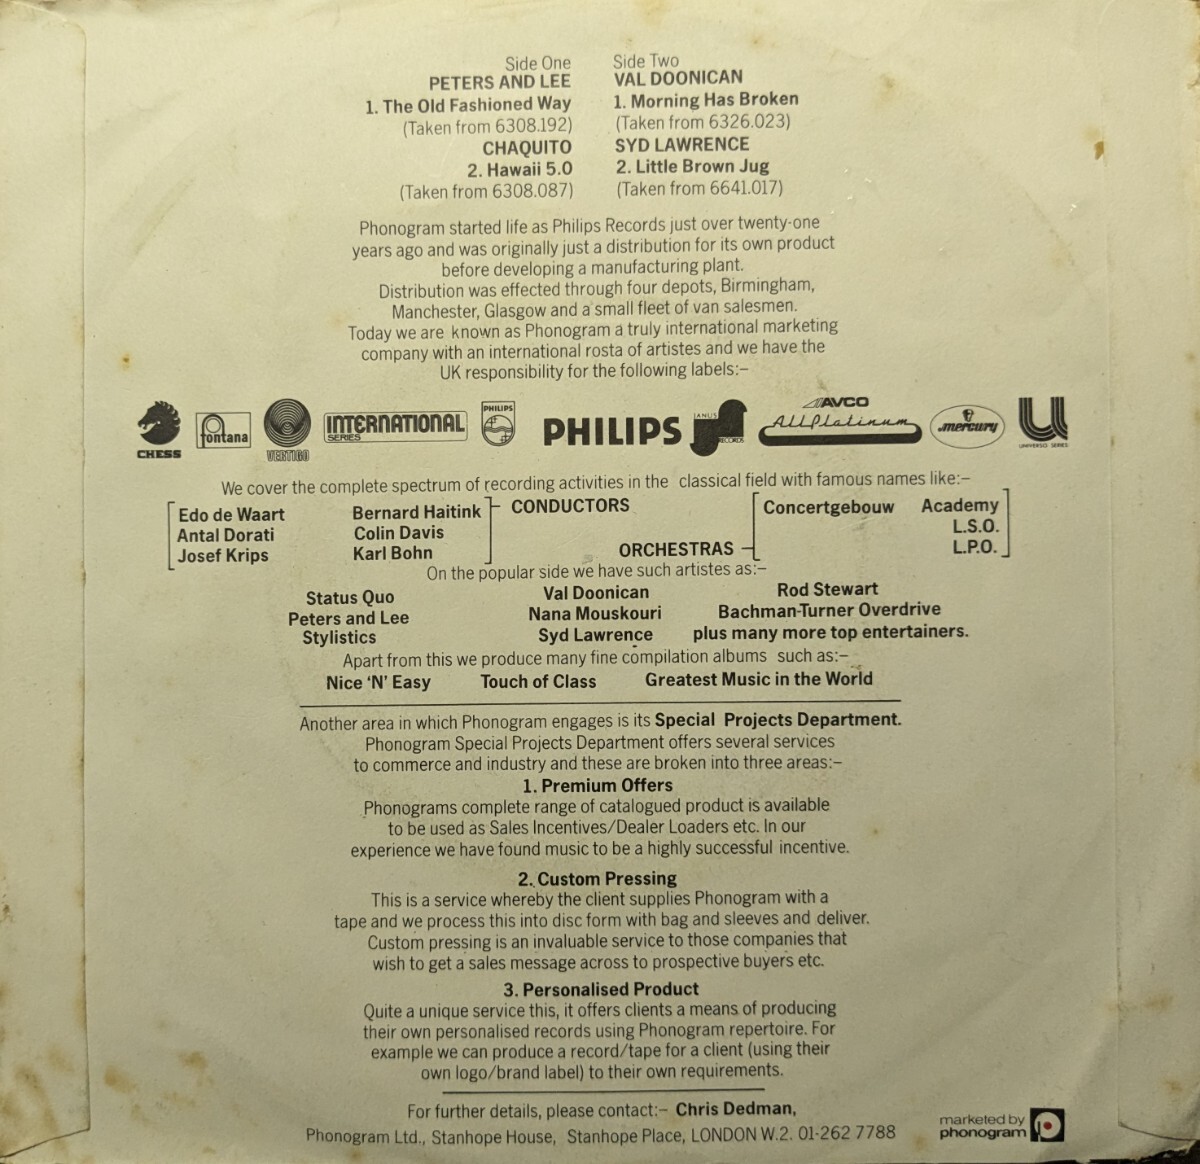 Side One
PETERS AND LEE
1. The Old Fashioned Way
(Taken from 6308.192)
CHAQUITO
2. Hawaii 5.0
(Taken from 6308.087)
Side Two
VAL DOONICAN
1. Morning Has Broken
(Taken from 6326.023)
SYD LAWRENCE
2. Little Brown Jug
(Taken from 6641.017)
Phonogram started life as Philips Records just over twenty-one
years ago and was originally just a distribution for its own product
before developing a manufacturing plant.
Distribution was effected through four depots, Birmingham,
Manchester, Glasgow and a small fleet of van salesmen.
Today we are known as Phonogram a truly international marketing
company with an international rosta of artistes and we have the
UK responsibility for the following labels:–
CHESS
fontana
VERTIGO
INTERNATIONAL
SERIES
PHILIPS
PHILIPS
JANUS
RECORDS
AVCO
All Platinum
mercury
UNIVERSO SERIES
We cover the complete spectrum of recording activities in the classical field with famous names like:–
Edo de Waart Bernard Haitink CONDUCTORS
Antal Dorati Colin Davis
Josef Krips Karl Bohn
ORCHESTRAS Concertgebouw Academy
L.S.O.
L.P.O.
On the popular side we have such artistes as:–
Status Quo Val Doonican Rod Stewart
Peters and Lee Nana Mouskouri Bachman-Turner Overdrive
Stylistics Syd Lawrence plus many more top entertainers.
Apart from this we produce many fine compilation albums such as:–
Nice ‘N’ Easy Touch of Class Greatest Music in the World
Another area in which Phonogram engages is its Special Projects Department.
Phonogram Special Projects Department offers several services
to commerce and industry and these are broken into three areas:–
1. Premium Offers
Phonograms complete range of catalogued product is available
to be used as Sales Incentives/Dealer Loaders etc. In our
experience we have found music to be a highly successful incentive.
2. Custom Pressing
This is a service whereby the client supplies Phonogram with a
tape and we process this into disc form with bag and sleeves and deliver.
Custom pressing is an invaluable service to those companies that
wish to get a sales message across to prospective buyers etc.
3. Personalised Product
Quite a unique service this, it offers clients a means of producing
their own personalised records using Phonogram repertoire. For
example we can produce a record/tape for a client (using their
own logo/brand label) to their own requirements.
For further details, please contact:– Chris Dedman,
Phonogram Ltd., Stanhope House, Stanhope Place, LONDON W.2. 01-262 7788
marketed by
phonogram